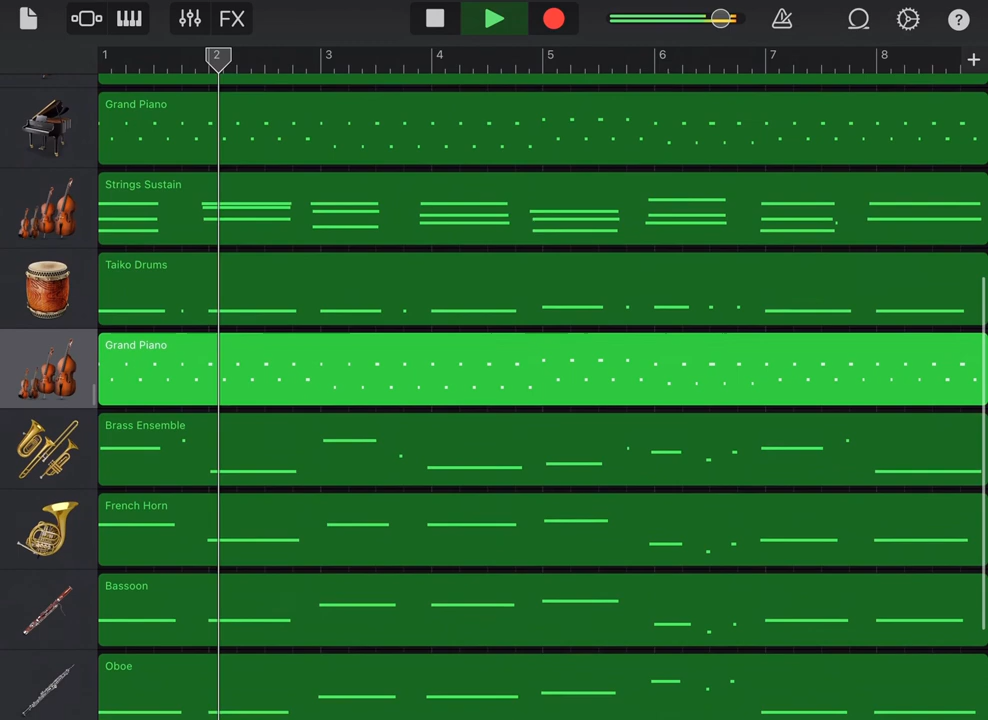 FX
?
1 2 3 4 5 6 7 8 +
Grand Piano
Strings Sustain
Taiko Drums
Grand Piano
Brass Ensemble
French Horn
Bassoon
Oboe